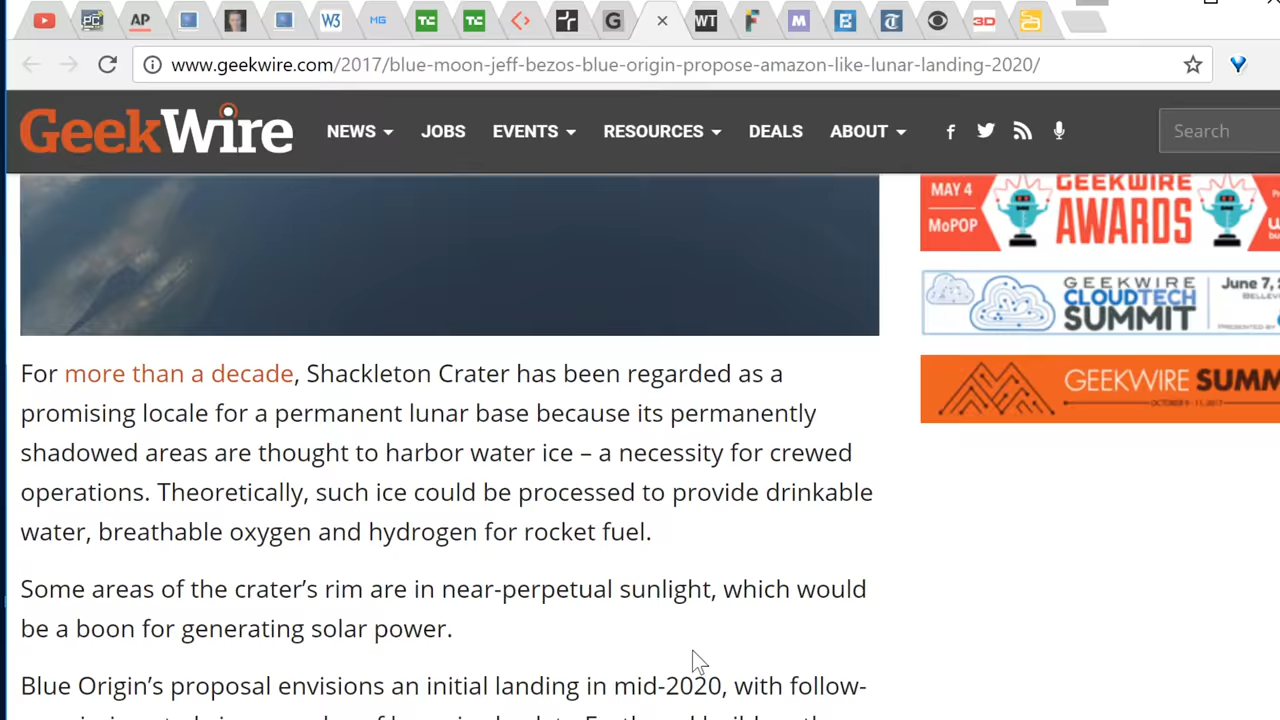 AP
W3
MG
TC
TC
G
WT
F
M
B
T
3D
www.geekwire.com/2017/blue-moon-jeff-bezos-blue-origin-propose-amazon-like-lunar-landing-2020/
GeekWire
NEWS
JOBS
EVENTS
RESOURCES
DEALS
ABOUT
Search
MAY 4
MoPOP
GEEKWIRE
AWARDS
GEEKWIRE
CLOUDTECH
SUMMIT
June 7,
GEEKWIRE SUMM
For more than a decade, Shackleton Crater has been regarded as a
promising locale for a permanent lunar base because its permanently
shadowed areas are thought to harbor water ice – a necessity for crewed
operations. Theoretically, such ice could be processed to provide drinkable
water, breathable oxygen and hydrogen for rocket fuel.
Some areas of the crater’s rim are in near-perpetual sunlight, which would
be a boon for generating solar power.
Blue Origin’s proposal envisions an initial landing in mid-2020, with follow-